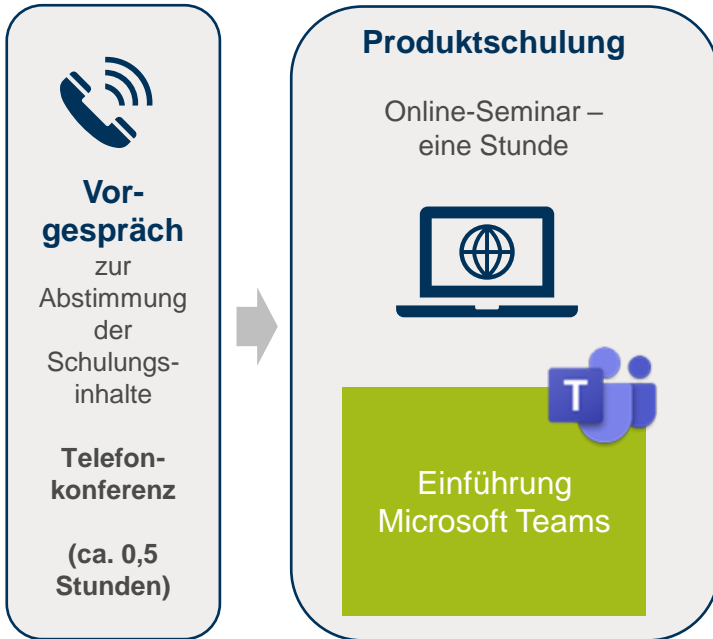 Vor-
gespräch
zur
Abstimmung
der
Schulungs-
inhalte
Telefon-
konferenz
(ca. 0,5
Stunden)
Produktschulung
Online-Seminar –
eine Stunde
T
Einführung
Microsoft Teams